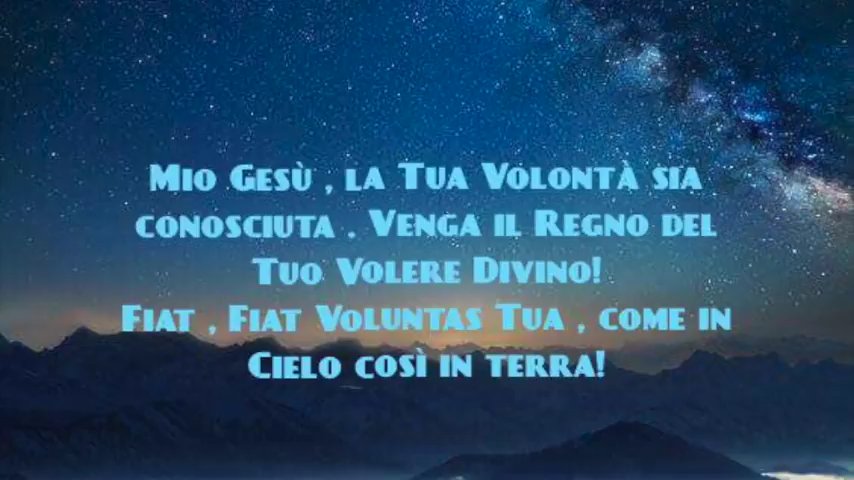 Mio Gesù , la Tua Volontà sia
conosciuta . Venga il Regno del
Tuo Volere Divino!
Fiat , Fiat Voluntas Tua , come in
Cielo così in terra!